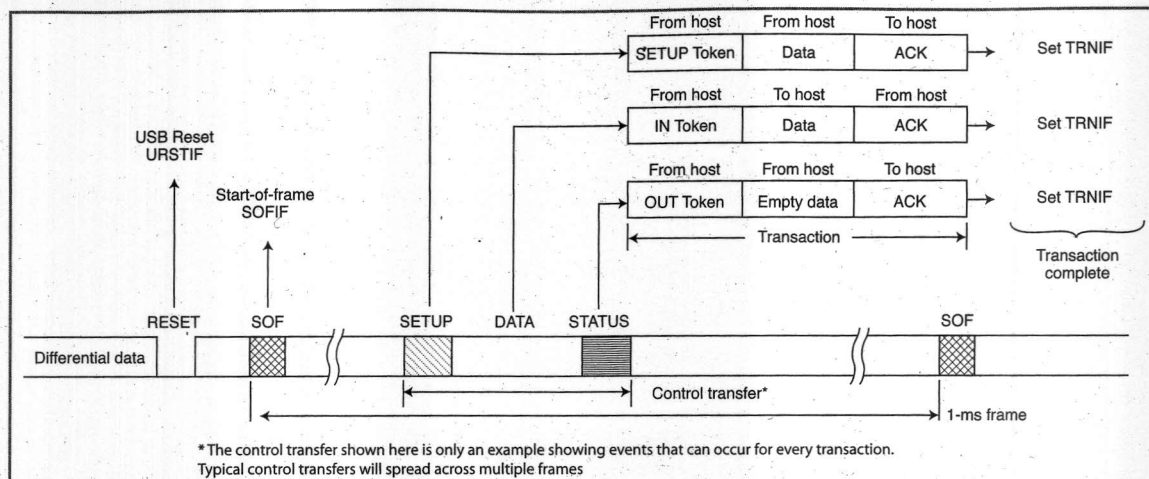 From host From host To host
SETUP Token Data ACK Set TRNIF
From host To host From host
IN Token Data ACK Set TRNIF
USB Reset
URSTIF
From host From host To host
Start-of-frame
SOFIF
OUT Token Empty data ACK Set TRNIF
Transaction
Transaction
complete
RESET SOF SETUP DATA STATUS SOF
Differential data
Control transfer*
1-ms frame
* The control transfer shown here is only an example showing events that can occur for every transaction.
Typical control transfers will spread across multiple frames